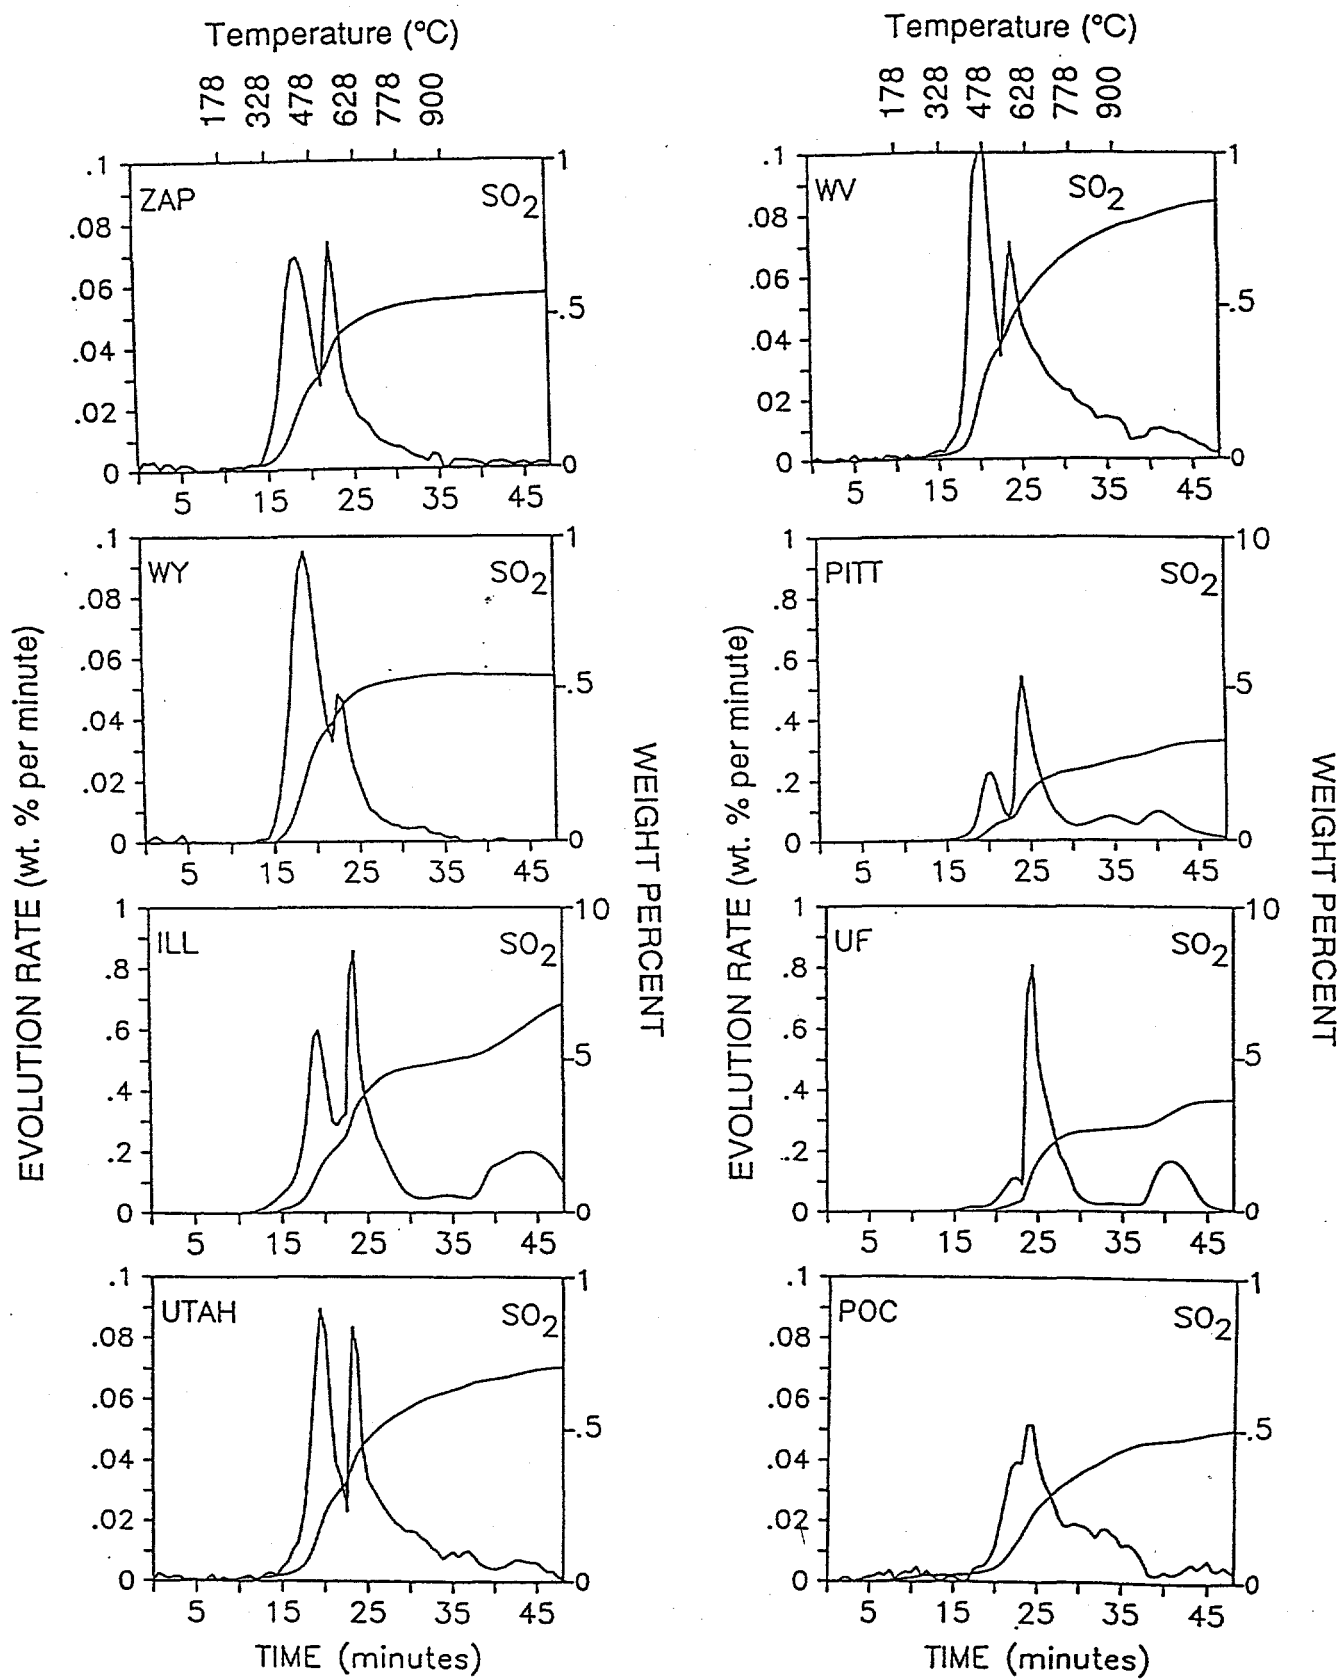 Temperature (°C)
178 328 478 628 778 900
.1
.08
.06
.04
.02
0
ZAP
SO2
1
.5
0
5 15 25 35 45
.1
.08
.06
.04
.02
0
WY
SO2
1
.5
0
5 15 25 35 45
1
.8
.6
.4
.2
0
ILL
SO2
10
5
0
5 15 25 35 45
.1
.08
.06
.04
.02
0
UTAH
SO2
1
.5
0
5 15 25 35 45
EVOLUTION RATE (wt. % per minute)
WEIGHT PERCENT
TIME (minutes)
Temperature (°C)
178 328 478 628 778 900
.1
.08
.06
.04
02
0
WV
SO2
1
.5
0
5 15 25 35 45
1
.8
.6
.4
.2
0
PITT
SO2
10
5
0
5 15 25 35 45
1
.8
.6
.4
.2
0
UF
SO2
10
5
0
5 15 25 35 45
.1
.08
.06
.04
.02
0
POC
SO2
1
.5
0
5 15 25 35 45
EVOLUTION RATE (wt. % per minute)
WEIGHT PERCENT
TIME (minutes)